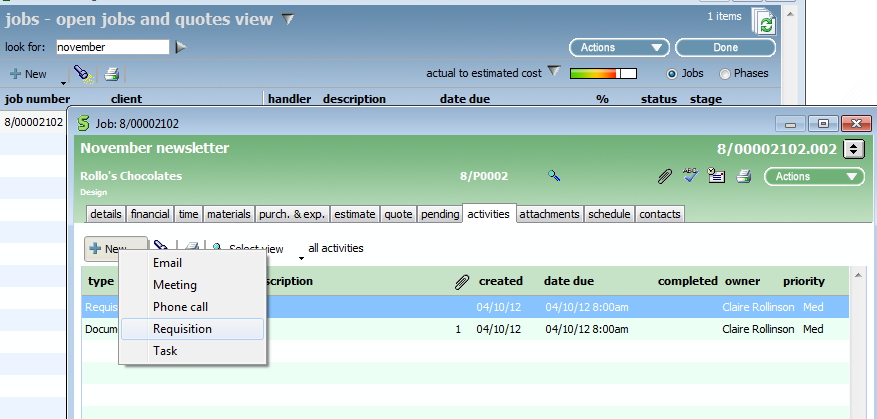 jobs - open jobs and quotes view
1 items
look for: november
Actions Done
New
actual to estimated cost Jobs Phases
job number client handler description date due % status stage
8/00002102
Job: 8/00002102
November newsletter 8/00002102.002
Rollo's Chocolates 8/P0002 ABC Actions
Design
details financial time materials purch. & exp. estimate quote pending activities attachments schedule contacts
New Select view all activities
type scription created date due completed owner priority
Requis 04/10/12 04/10/12 8:00am Claire Rollinson Med
Docum 1 04/10/12 04/10/12 8:00am Claire Rollinson Med
Email
Meeting
Phone call
Requisition
Task